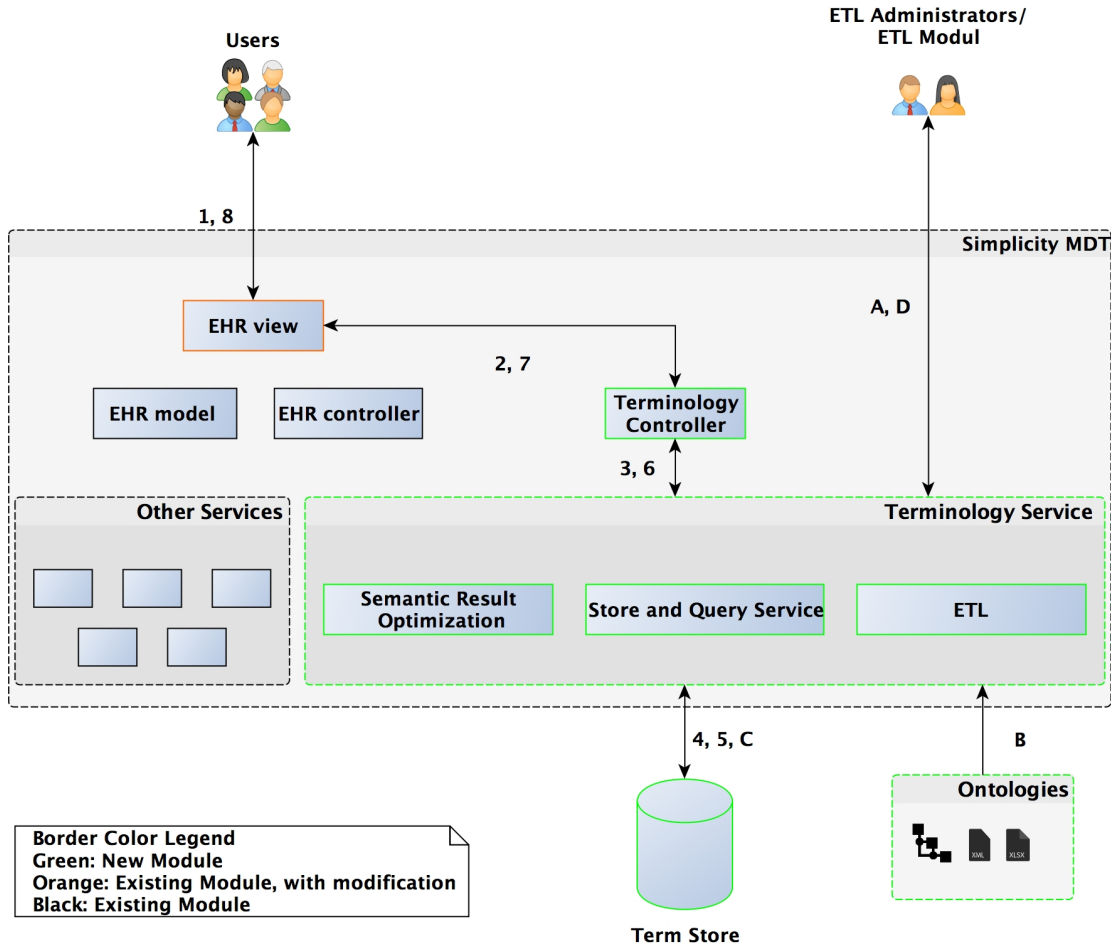 ETL Administrators/
ETL Modul
Users
1, 8
Simplicity MDT
A, D
EHR view
2, 7
EHR model
EHR controller
Terminology
Controller
3, 6
Other Services
Terminology Service
Semantic Result
Optimization
Store and Query Service
ETL
4, 5, C
B
Ontologies
XML
XLSX
Border Color Legend
Green: New Module
Orange: Existing Module, with modification
Black: Existing Module
Term Store